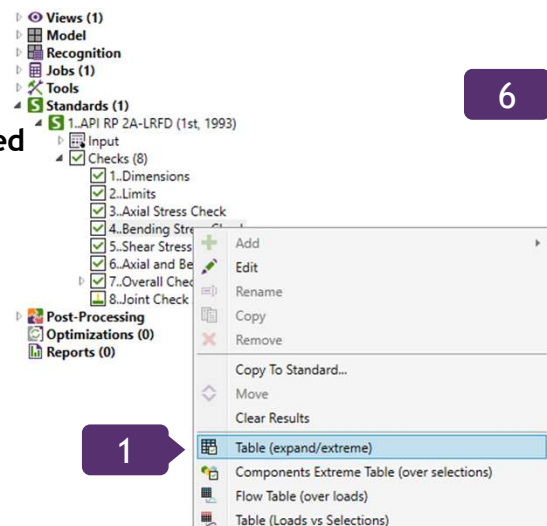 Views (1)
Model
Recognition
Jobs (1)
Tools
Standards (1)
6
1..API RP 2A-LRFD (1st, 1993)
ed
Input
Checks (8)
1..Dimensions
2..Limits
3..Axial Stress Check
4..Bending Stre
5..Shear Stress
6..Axial and Be
7..Overall Chec
8..Joint Check
Post-Processing
Optimizations (0)
Reports (0)
Add
Edit
Rename
Copy
Remove
Copy To Standard...
Move
Clear Results
1
Table (expand/extreme)
Components Extreme Table (over selections)
Flow Table (over loads)
Table (Loads vs Selections)